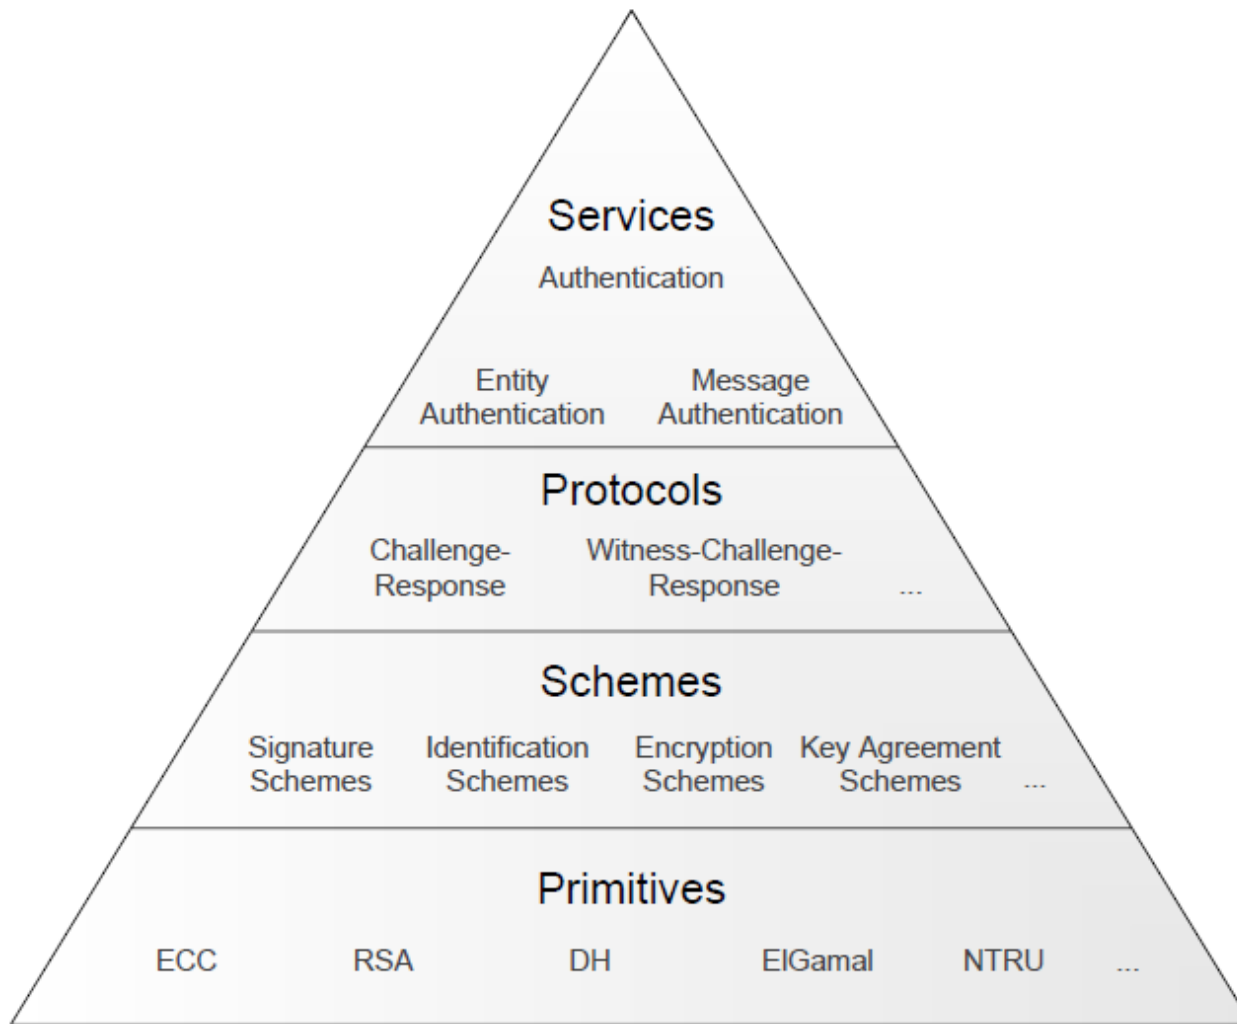 Services
Authentication
Entity Message
Authentication Authentication
Protocols
Challenge- Witness-Challenge-
Response Response ...
Schemes
Signature Identification Encryption Key Agreement
Schemes Schemes Schemes Schemes ...
Primitives
ECC RSA DH ElGamal NTRU ...